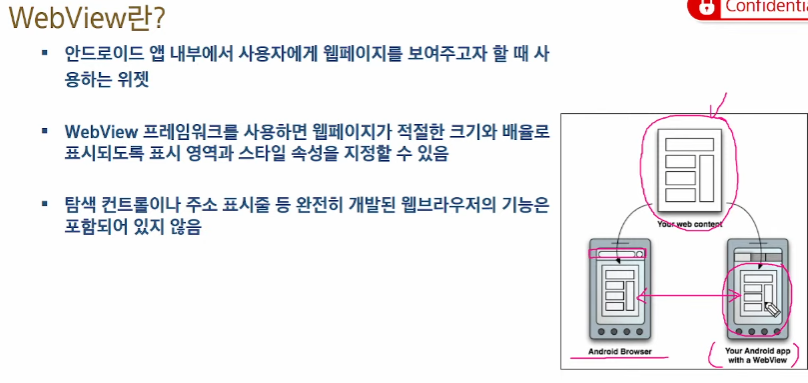 WebView란?
Confidentia
▪ 안드로이드 앱 내부에서 사용자에게 웹페이지를 보여주고자 할 때 사
용하는 위젯
▪ WebView 프레임워크를 사용하면 웹페이지가 적절한 크기와 배율로
표시되도록 표시 영역과 스타일 속성을 지정할 수 있음
▪ 탐색 컨트롤이나 주소 표시줄 등 완전히 개발된 웹브라우저의 기능은
포함되어 있지 않음
Your web content
Android Browser
Your Android app
with a WebView